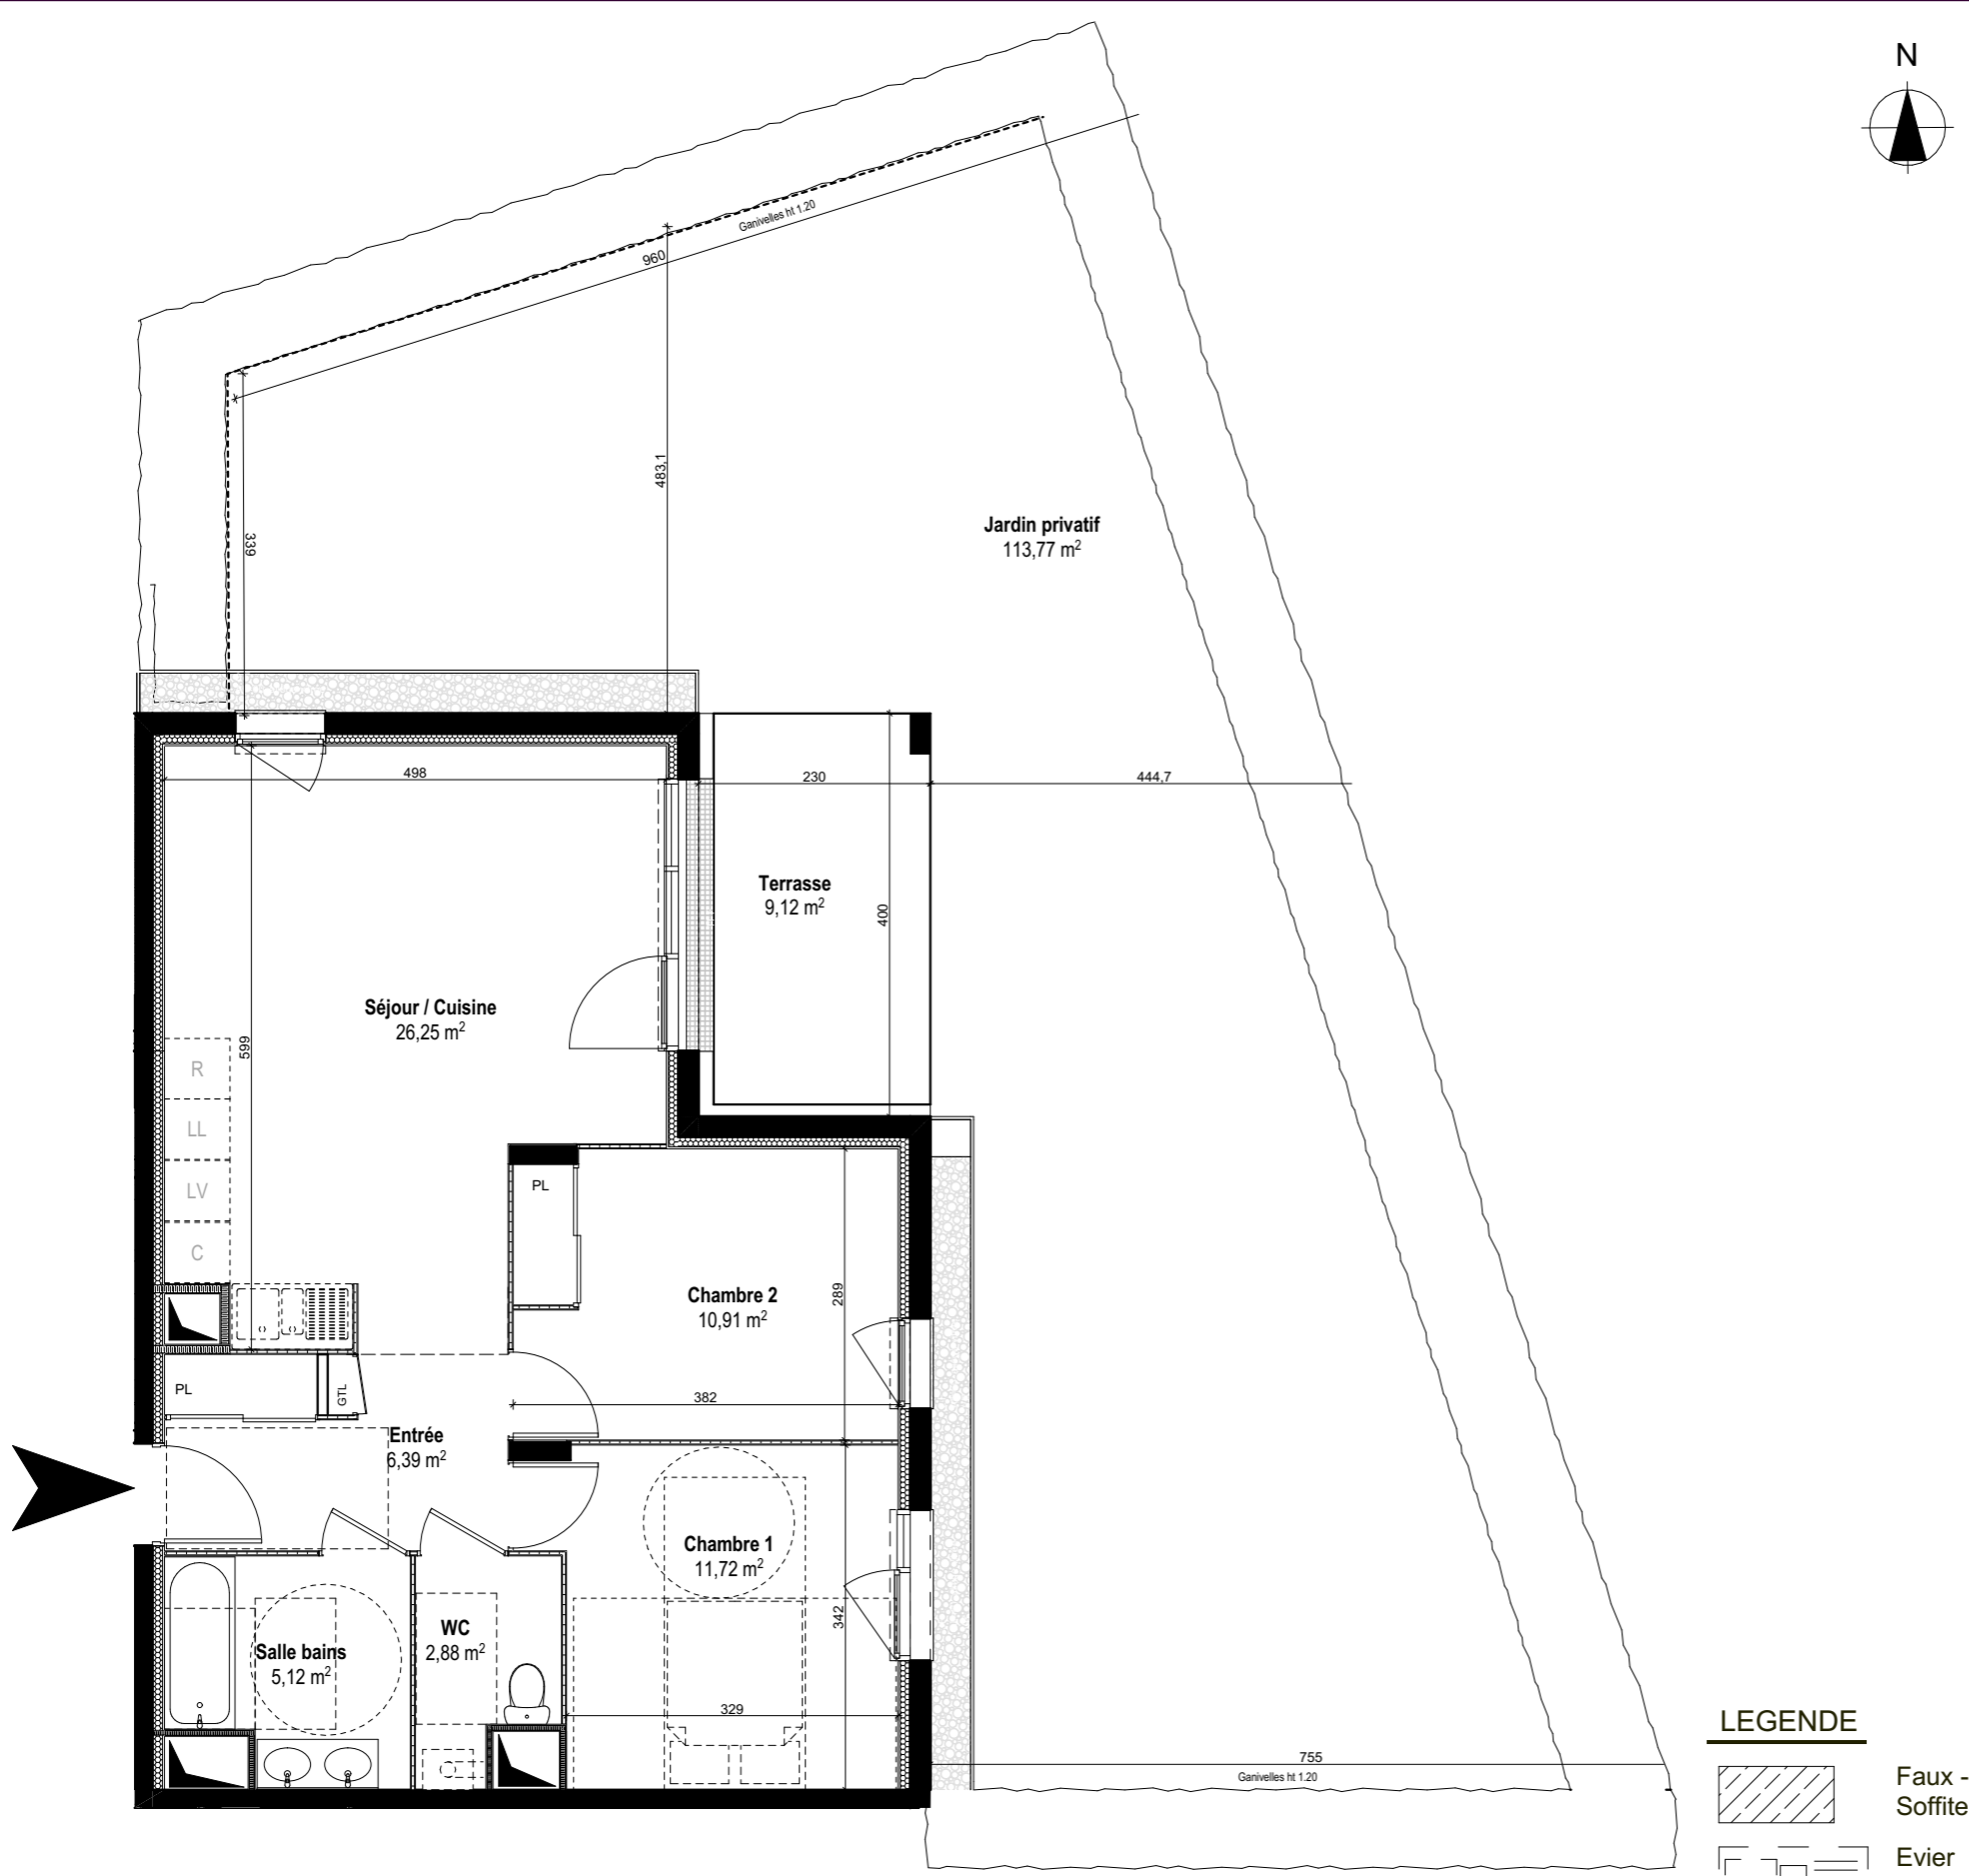 N
Ganivelles ht 1.20
960
483,1
339
Jardin privatif
113,77 m²
498
230
444,7
Terrasse
9,12 m²
400
Séjour / Cuisine
26,25 m²
599
R
LL
LV
C
PL
Chambre 2
10,91 m²
289
382
PL
GTL
Entrée
6,39 m²
Chambre 1
11,72 m²
342
329
WC
2,88 m²
Salle bains
5,12 m²
755
Ganivelles ht 1.20
LEGENDE
Faux -
Soffite
Evier